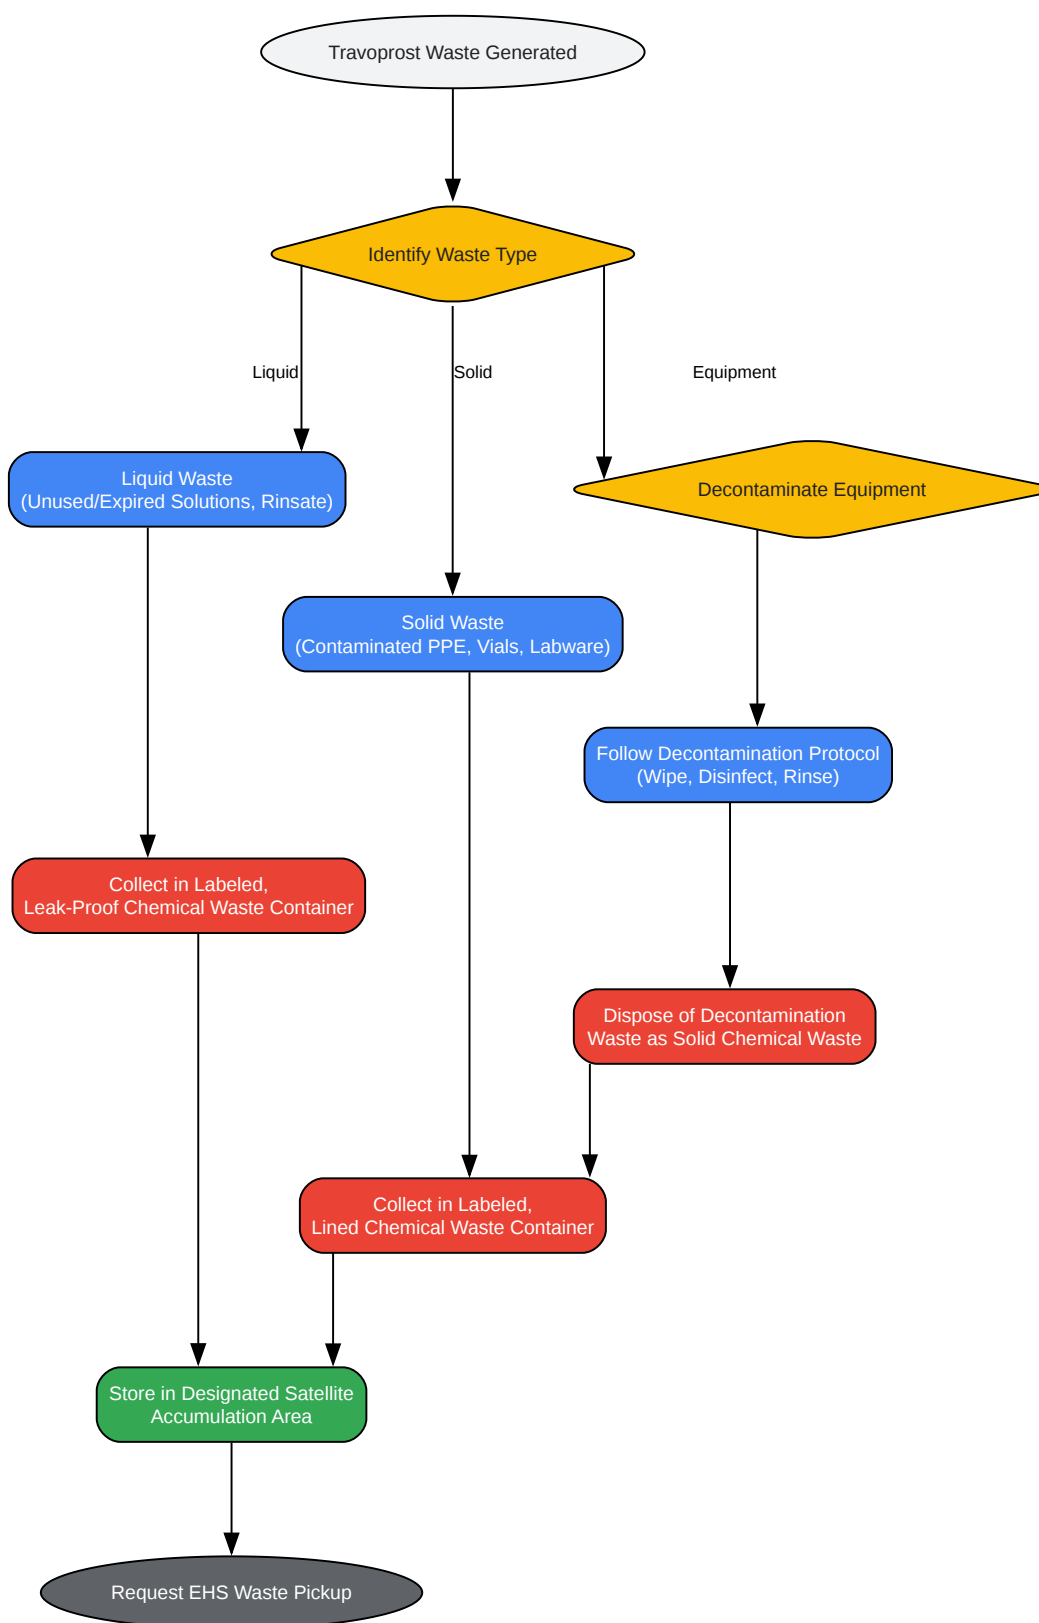 Travoprost Waste Generated
Identify Waste Type
Liquid
Solid
Equipment
Liquid Waste
(Unused/Expired Solutions, Rinsate)
Decontaminate Equipment
Solid Waste
(Contaminated PPE, Vials, Labware)
Follow Decontamination Protocol
(Wipe, Disinfect, Rinse)
Collect in Labeled,
Leak-Proof Chemical Waste Container
Dispose of Decontamination
Waste as Solid Chemical Waste
Collect in Labeled,
Lined Chemical Waste Container
Store in Designated Satellite
Accumulation Area
Request EHS Waste Pickup